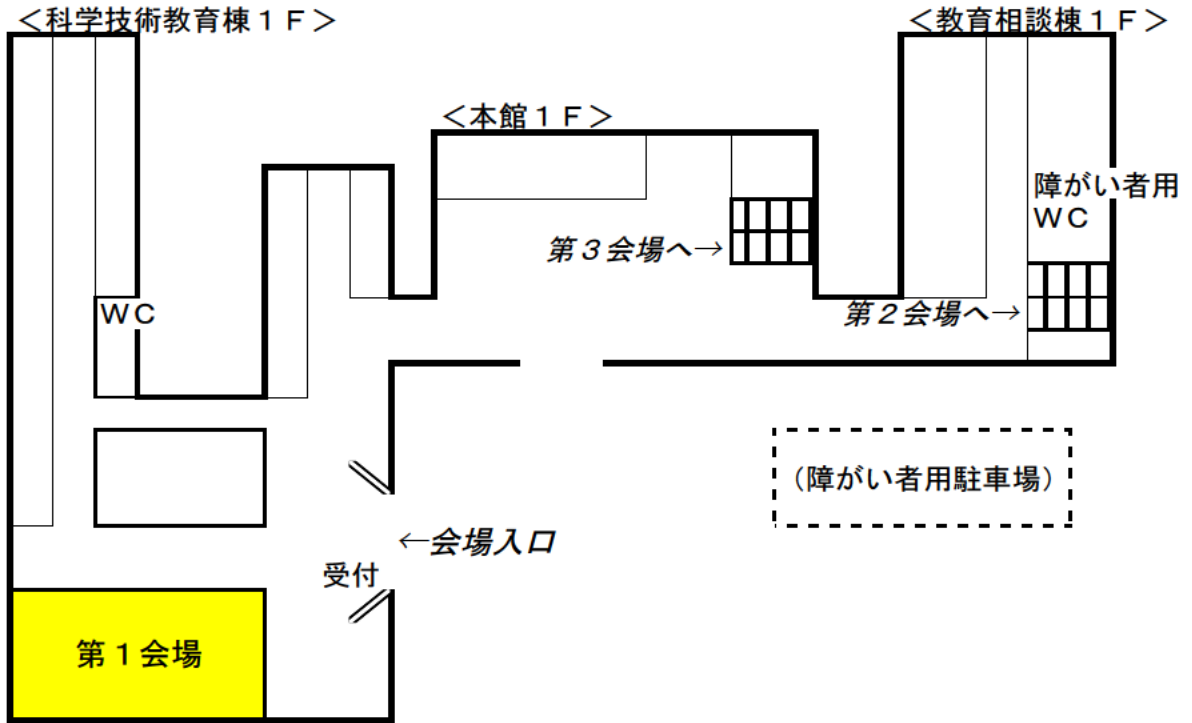 ＜科学技術教育棟１Ｆ＞
＜教育相談棟１Ｆ＞
＜本館１Ｆ＞
障がい者用
ＷＣ
第３会場へ→
第２会場へ→
ＷＣ
（障がい者用駐車場）
←会場入口
受付
第１会場